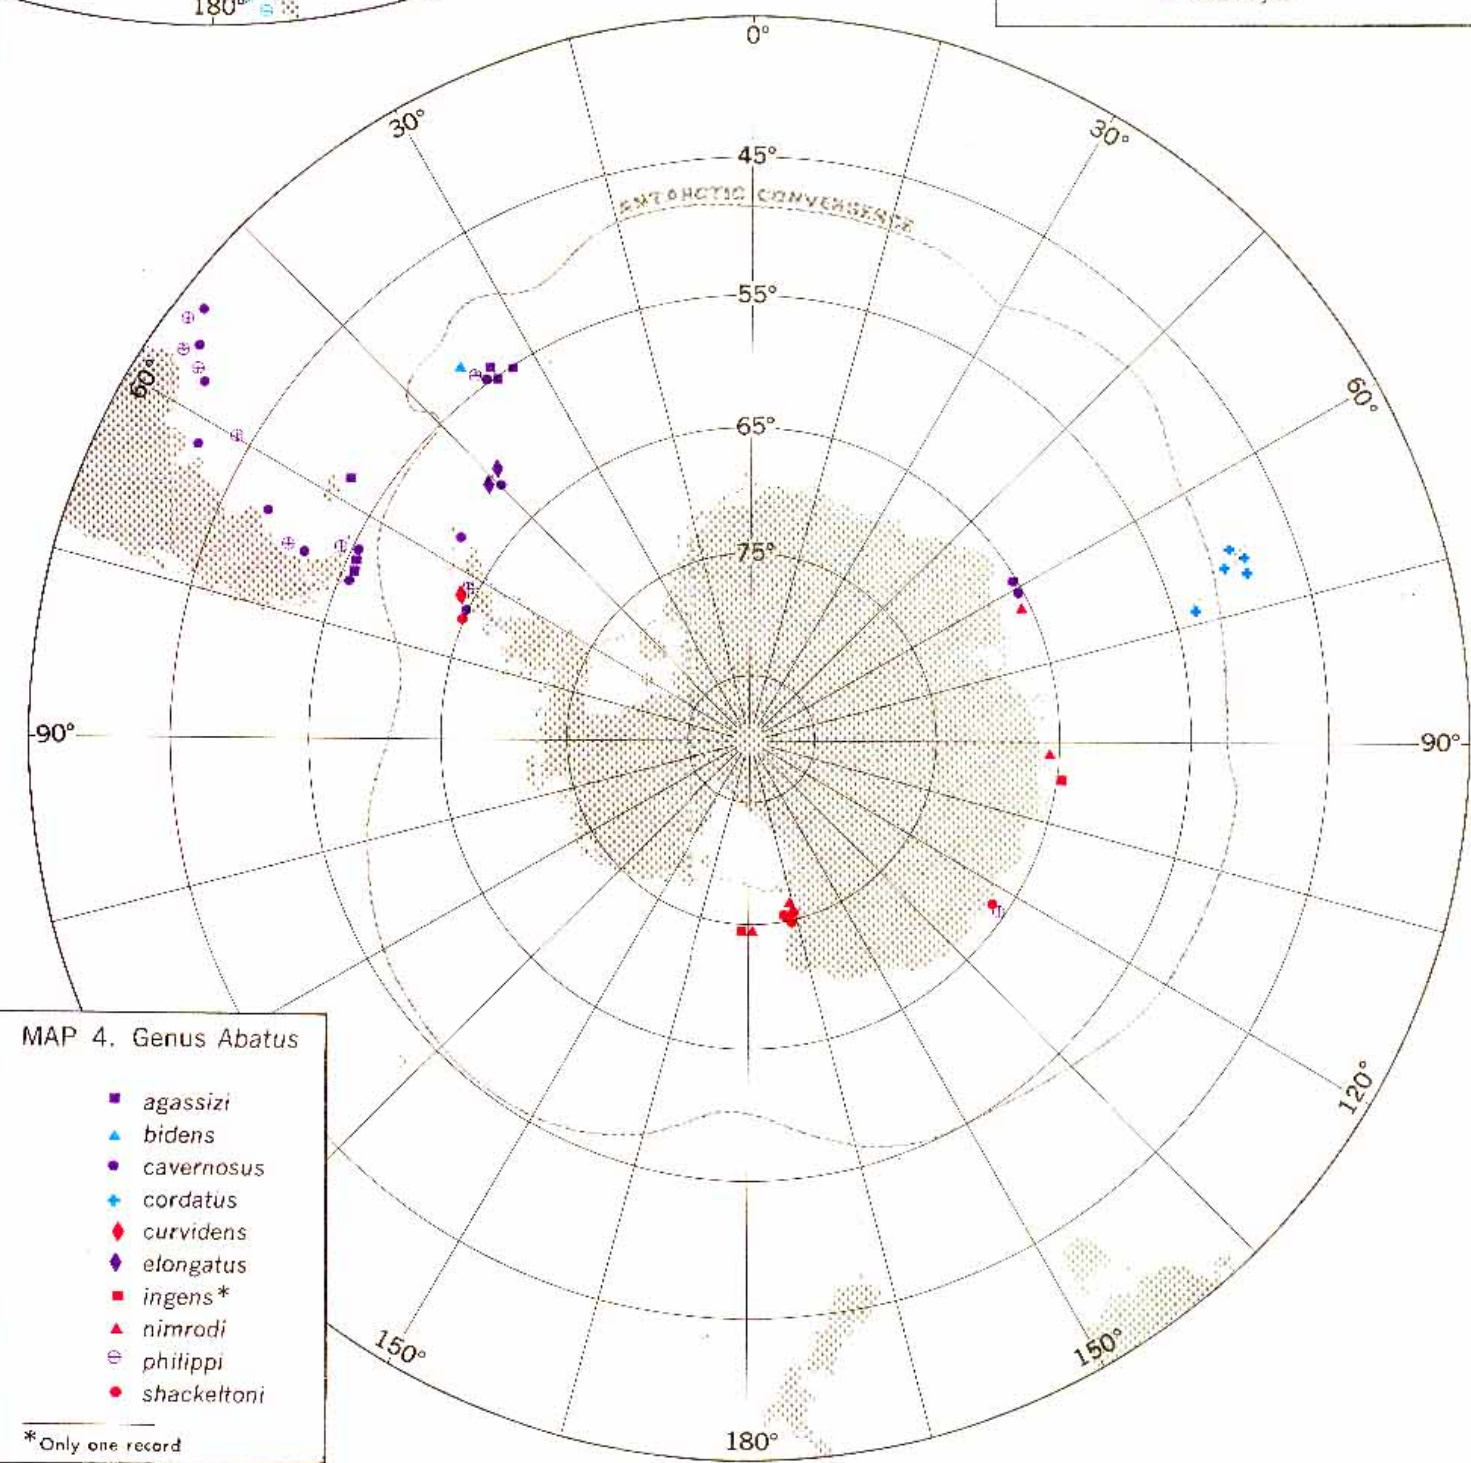 180°
0°
30°
30°
45°
ANTARCTIC CONVERGENCE
55°
60°
60°
65°
75°
90°
90°
120°
150°
150°
180°
MAP 4. Genus Abatus
agassizi
bidens
cavernosus
cordatus
curvidens
elongatus
ingens*
nimrodi
philippi
shackeltoni
*Only one record